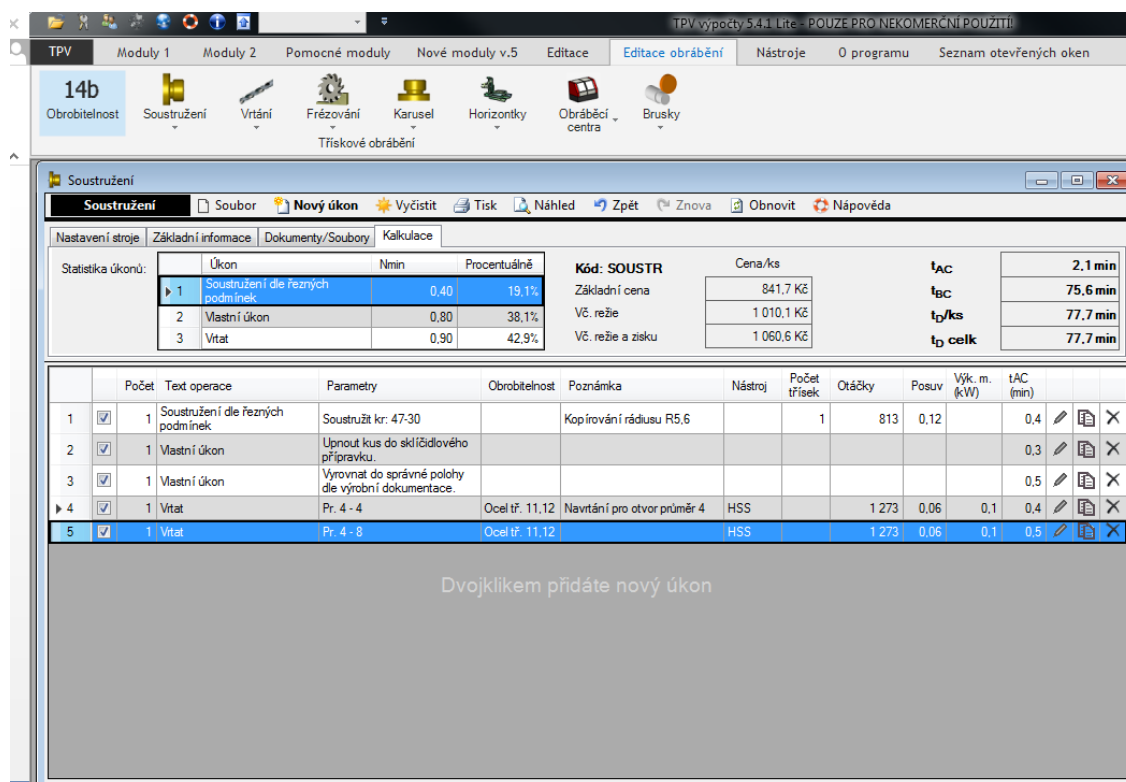 TPV výpočty 5.4.1 Lite - POUZE PRO NEKOMERČNÍ POUŽITÍ!
TPV Moduly 1 Moduly 2 Pomocné moduly Nové moduly v.5 Editace Editace obrábění Nástroje O programu Seznam otevřených oken
14b
Obrobitelnost Soustružení Vrtání Frézování Karusel Horizontky Obráběcí centra Brusky
Třískové obrábění
Soustružení
Soustružení Soubor Nový úkon Vyčistit Tisk Náhled Zpět Znova Obnovit Nápověda
Nastavení stroje Základní informace Dokumenty/Soubory Kalkulace
Statistika úkonů:
Úkon Nmin Procentuálně
1 Soustružení dle řezných podmínek 0,40 19,1%
2 Vlastní úkon 0,80 38,1%
3 Vrtat 0,90 42,9%
Kód: SOUSTR Cena/ks
Základní cena 841,7 Kč
Vč. režie 1 010,1 Kč
Vč. režie a zisku 1 060,6 Kč
tAC 2,1 min
tBC 75,6 min
tD/ks 77,7 min
tD celk 77,7 min
Počet Text operace Parametry Obrobitelnost Poznámka Nástroj Počet třísek Otáčky Posuv Výk. m. (kW) tAC (min)
1 1 Soustružení dle řezných podmínek Soustružit kr: 47-30 Kopírování rádiusu R5,6 1 813 0,12 0,4
2 1 Vlastní úkon Upnout kus do sklíčidlového přípravku. 0,3
3 1 Vlastní úkon Vyrovnat do správné polohy dle výrobní dokumentace. 0,5
4 1 Vrtat Pr. 4 - 4 Ocel tř. 11,12 Navrtání pro otvor průměr 4 HSS 1 273 0,06 0,1 0,4
5 1 Vrtat Pr. 4 - 8 Ocel tř. 11,12 HSS 1 273 0,06 0,1 0,5
Dvojklikem přidáte nový úkon